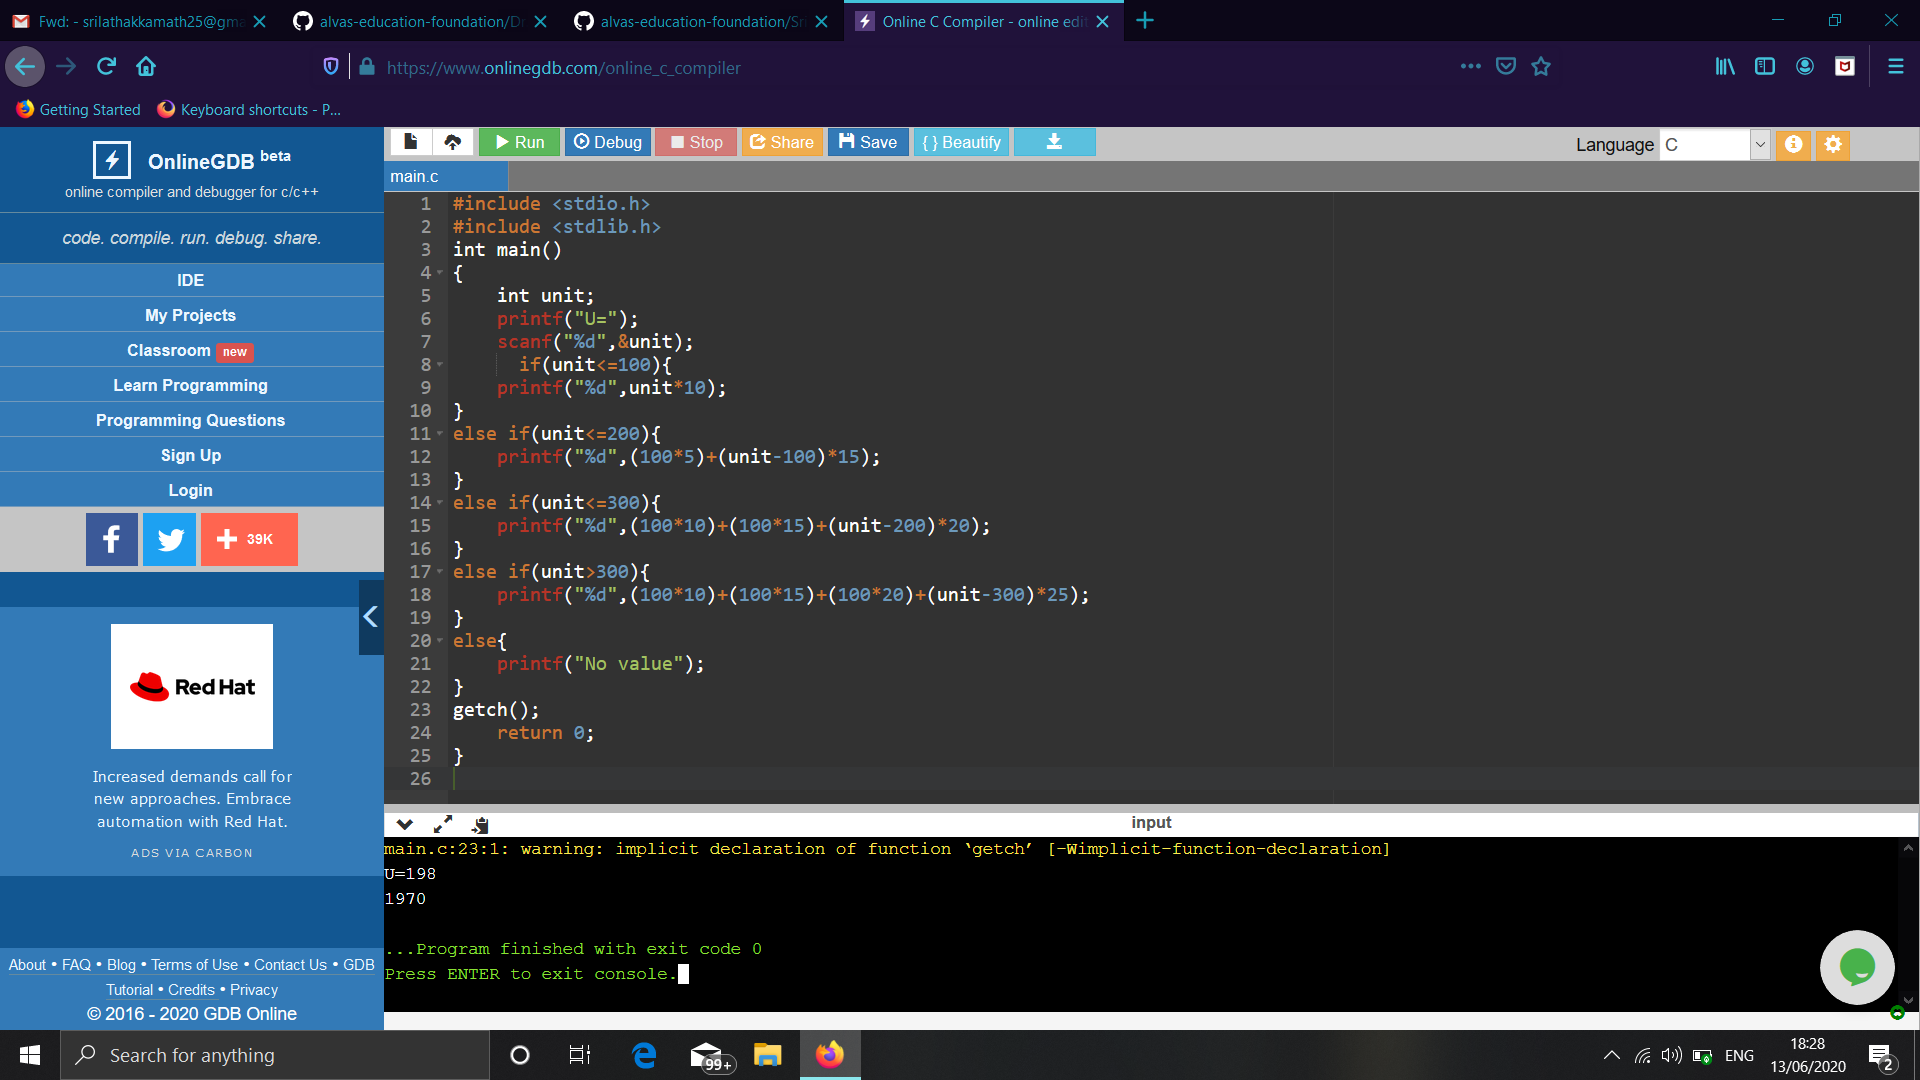 Fwd: - srilathakkamath25@gma
alvas-education-foundation/Dr
alvas-education-foundation/Sri
Online C Compiler - online edit
https://www.onlinegdb.com/online_c_compiler
Getting Started
Keyboard shortcuts - P...
OnlineGDB beta
online compiler and debugger for c/c++
code. compile. run. debug. share.
IDE
My Projects
Classroom new
Learn Programming
Programming Questions
Sign Up
Login
39K
Red Hat
Increased demands call for
new approaches. Embrace
automation with Red Hat.
ADS VIA CARBON
About • FAQ • Blog • Terms of Use • Contact Us • GDB
Tutorial • Credits • Privacy
© 2016 - 2020 GDB Online
Run Debug Stop Share Save { } Beautify
Language C
main.c
1 #include <stdio.h>
2 #include <stdlib.h>
3 int main()
4 {
5 int unit;
6 printf("U=");
7 scanf("%d",&unit);
8 if(unit<=100){
9 printf("%d",unit*10);
10 }
11 else if(unit<=200){
12 printf("%d",(100*5)+(unit-100)*15);
13 }
14 else if(unit<=300){
15 printf("%d",(100*10)+(100*15)+(unit-200)*20);
16 }
17 else if(unit>300){
18 printf("%d",(100*10)+(100*15)+(100*20)+(unit-300)*25);
19 }
20 else{
21 printf("No value");
22 }
23 getch();
24 return 0;
25 }
26
input
main.c:23:1: warning: implicit declaration of function ‘getch’ [-Wimplicit-function-declaration]
U=198
1970
...Program finished with exit code 0
Press ENTER to exit console.
Search for anything
99+
ENG
18:28
13/06/2020
2